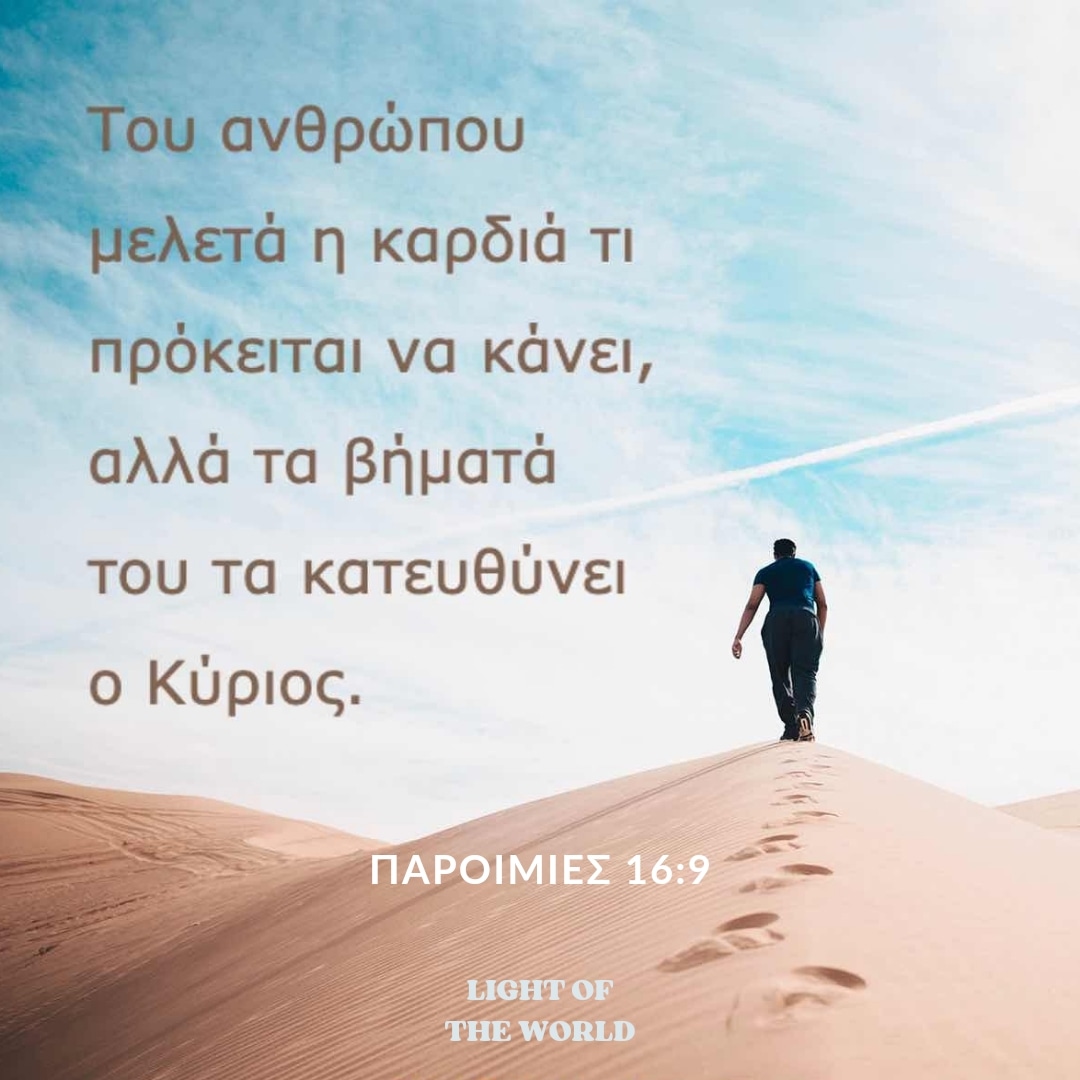 Του ανθρώπου
μελετά η καρδιά τι
πρόκειται να κάνει,
αλλά τα βήματά
του τα κατευθύνει
ο Κύριος.
ΠΑΡΟΙΜΙΕΣ 16:9
LIGHT OF
THE WORLD